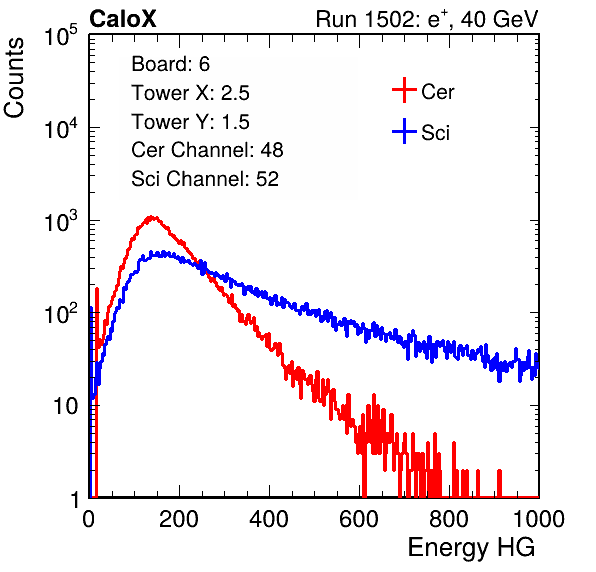 CaloX Run 1502: e⁺, 40 GeV
Board: 6
Tower X: 2.5
Tower Y: 1.5
Cer Channel: 48
Sci Channel: 52
Cer
Sci
Counts
10⁵
10⁴
10³
10²
10
1
0 200 400 600 800 1000
Energy HG